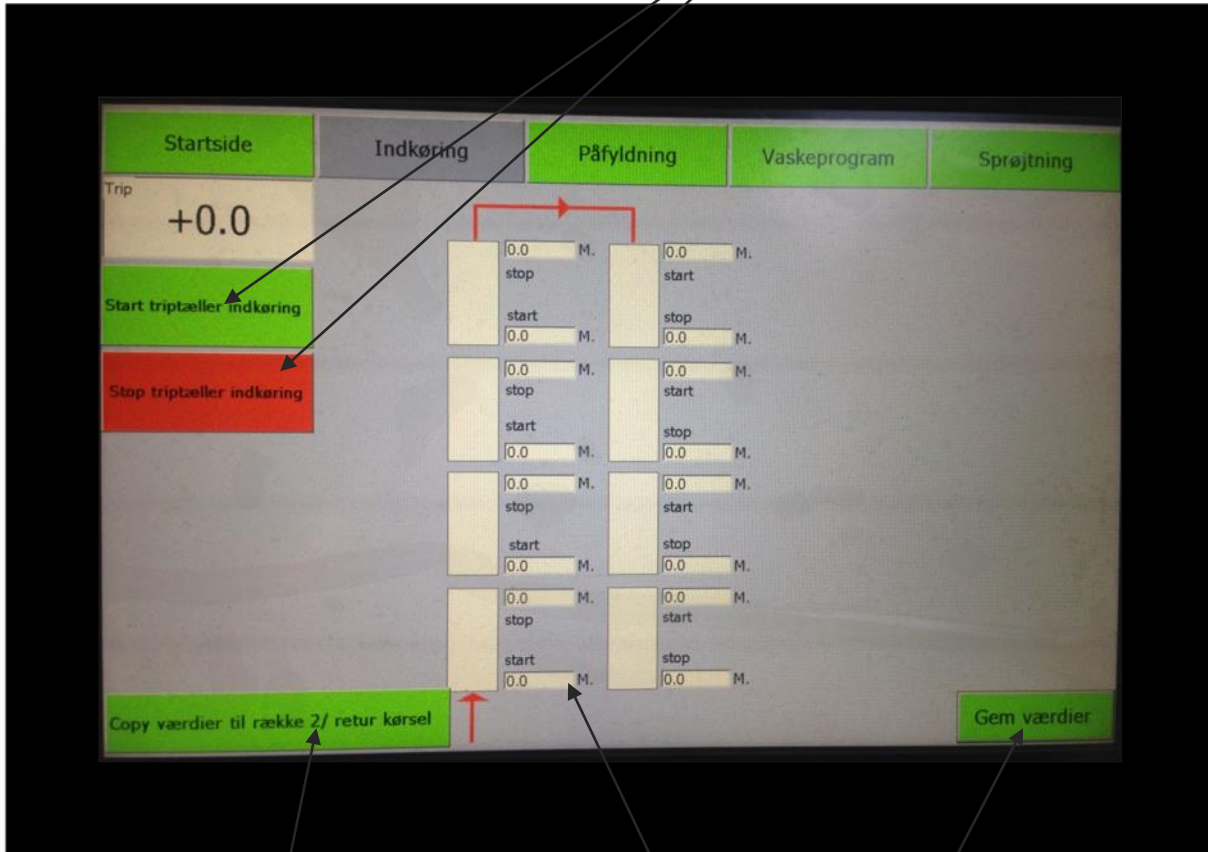 Startside Indkøring Påfyldning Vaskeprogram Sprøjtning
Trip
+0.0
Start triptæller indkøring
Stop triptæller indkøring
0.0 M. 0.0 M.
stop start
start stop
0.0 M. 0.0 M.
0.0 M. 0.0 M.
stop start
start stop
0.0 M. 0.0 M.
0.0 M. 0.0 M.
stop start
start stop
0.0 M. 0.0 M.
0.0 M. 0.0 M.
stop start
start stop
0.0 M. 0.0 M.
Copy værdier til række 2/ retur kørsel
Gem værdier